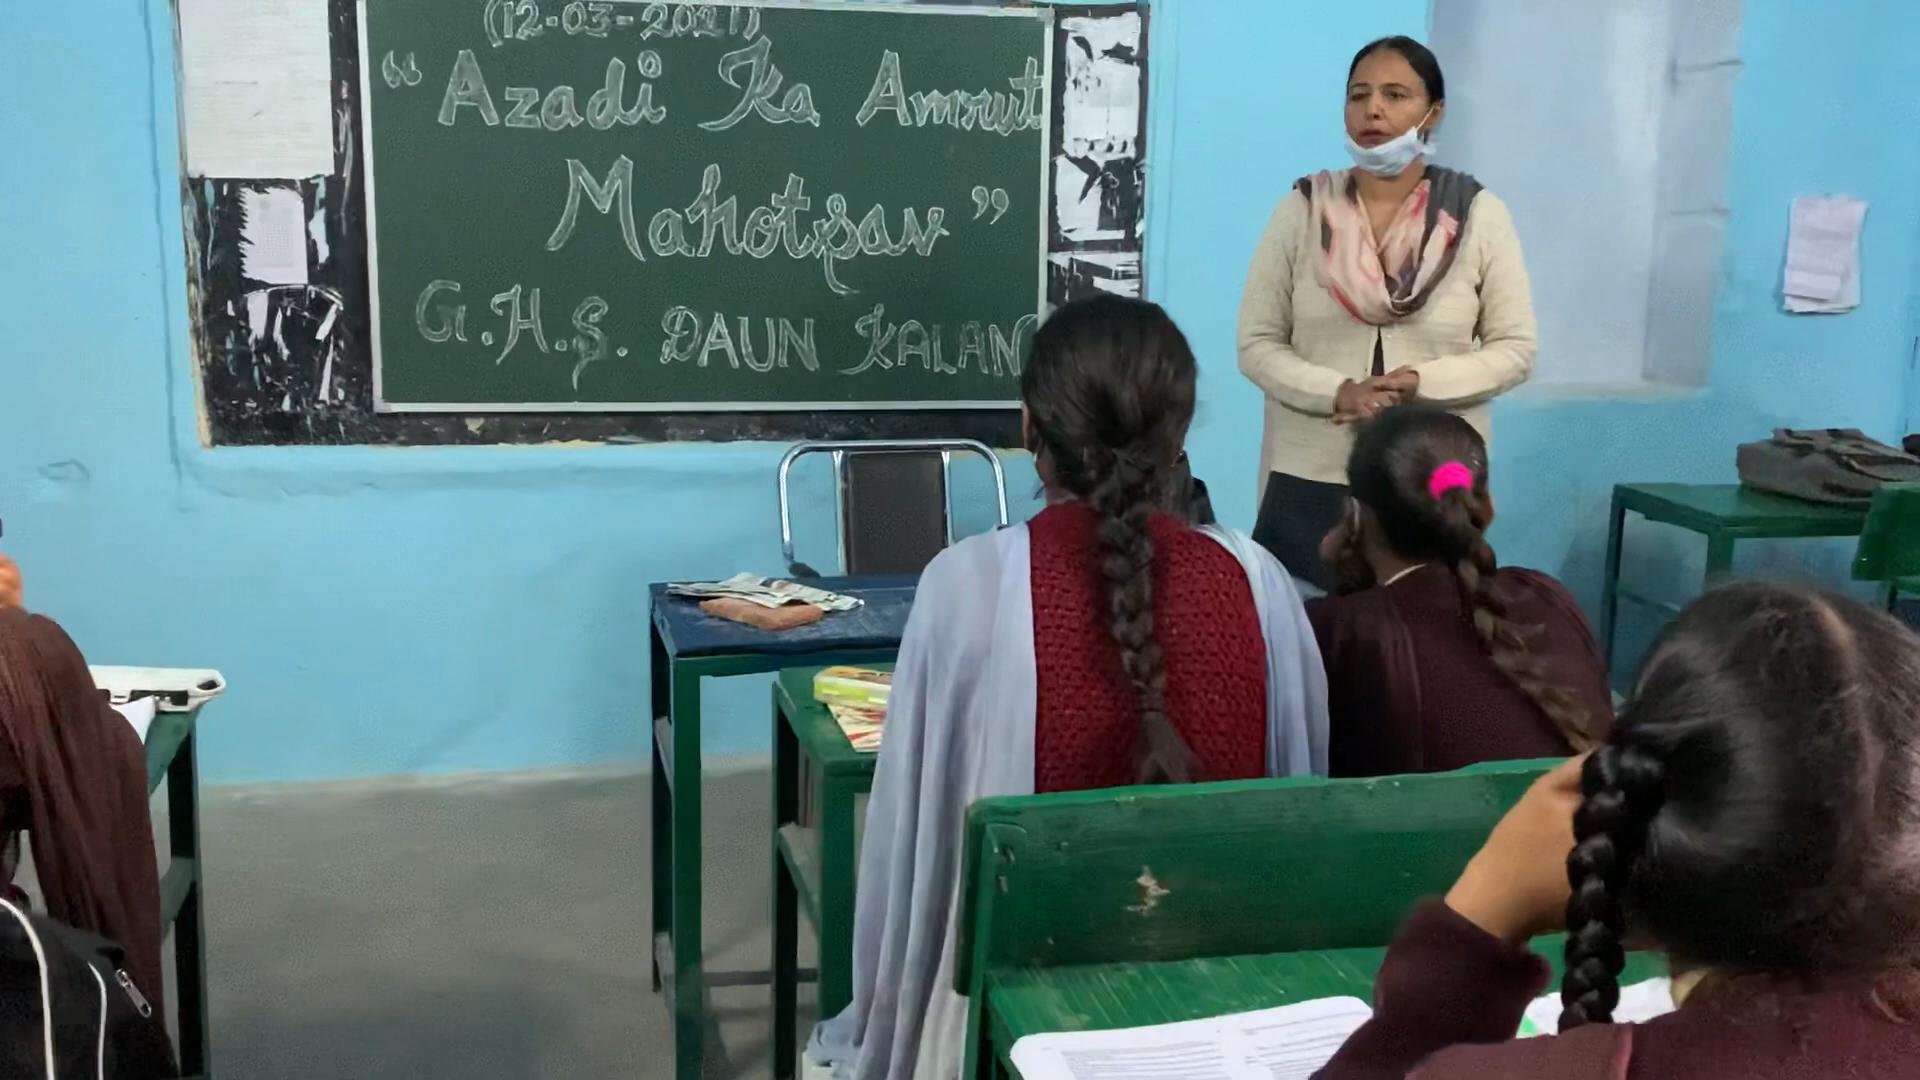 (12-03-2021)
“Azadi Ka Amrut
Mahotsav”
G.H.S. DAUN KALAN